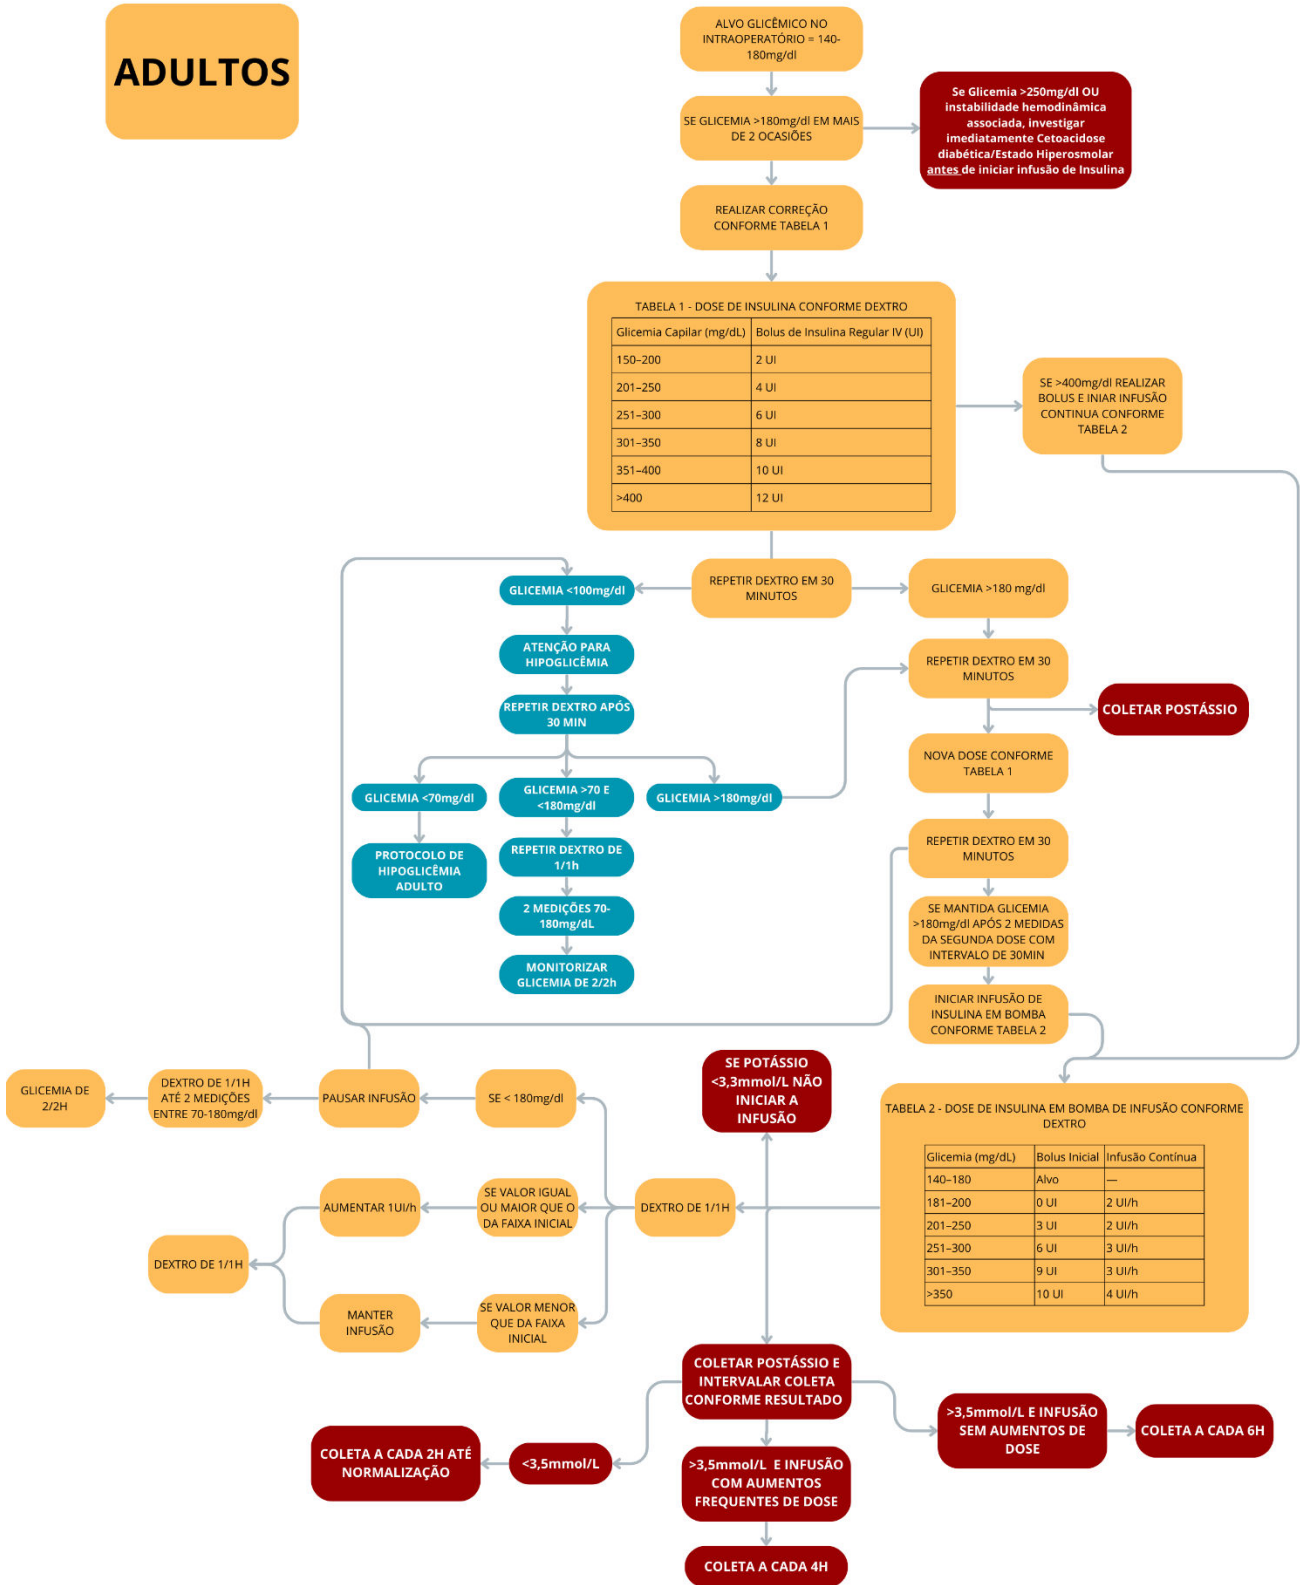 ADULTOS
ALVO GLICÊMICO NO
INTRAOPERATÓRIO = 140-
180mg/dl
SE GLICEMIA >180mg/dl EM MAIS
DE 2 OCASIÕES
Se Glicemia >250mg/dl OU
instabilidade hemodinâmica
associada, investigar
imediatamente Cetoacidose
diabética/Estado Hiperosmolar
antes de iniciar infusão de Insulina
REALIZAR CORREÇÃO
CONFORME TABELA 1
TABELA 1 - DOSE DE INSULINA CONFORME DEXTRO
Glicemia Capilar (mg/dL) Bolus de Insulina Regular IV (UI)
150–200 2 UI
201–250 4 UI
251–300 6 UI
301–350 8 UI
351–400 10 UI
>400 12 UI
SE >400mg/dl REALIZAR
BOLUS E INIAR INFUSÃO
CONTINUA CONFORME
TABELA 2
REPETIR DEXTRO EM 30
MINUTOS
GLICEMIA <100mg/dl
GLICEMIA >180 mg/dl
ATENÇÃO PARA
HIPOGLICÊMIA
REPETIR DEXTRO APÓS
30 MIN
REPETIR DEXTRO EM 30
MINUTOS
COLETAR POSTÁSSIO
GLICEMIA <70mg/dl
GLICEMIA >70 E
<180mg/dl
GLICEMIA >180mg/dl
NOVA DOSE CONFORME
TABELA 1
PROTOCOLO DE
HIPOGLICÊMIA
ADULTO
REPETIR DEXTRO DE
1/1h
REPETIR DEXTRO EM 30
MINUTOS
2 MEDIÇÕES 70-
180mg/dL
SE MANTIDA GLICEMIA
>180mg/dl APÓS 2 MEDIDAS
DA SEGUNDA DOSE COM
INTERVALO DE 30MIN
MONITORIZAR
GLICEMIA DE 2/2h
INICIAR INFUSÃO DE
INSULINA EM BOMBA
CONFORME TABELA 2
GLICEMIA DE
2/2H
DEXTRO DE 1/1H
ATÉ 2 MEDIÇÕES
ENTRE 70-180mg/dl
PAUSAR INFUSÃO
SE < 180mg/dl
SE POTÁSSIO
<3,3mmol/L NÃO
INICIAR A
INFUSÃO
TABELA 2 - DOSE DE INSULINA EM BOMBA DE INFUSÃO CONFORME
DEXTRO
Glicemia (mg/dL) Bolus Inicial Infusão Contínua
140–180 Alvo —
181–200 0 UI 2 UI/h
201–250 3 UI 2 UI/h
251–300 6 UI 3 UI/h
301–350 9 UI 3 UI/h
>350 10 UI 4 UI/h
AUMENTAR 1UI/h
SE VALOR IGUAL
OU MAIOR QUE O
DA FAIXA INICIAL
DEXTRO DE 1/1H
DEXTRO DE 1/1H
MANTER
INFUSÃO
SE VALOR MENOR
QUE DA FAIXA
INICIAL
COLETAR POSTÁSSIO E
INTERVALAR COLETA
CONFORME RESULTADO
COLETA A CADA 2H ATÉ
NORMALIZAÇÃO
<3,5mmol/L
>3,5mmol/L E INFUSÃO
COM AUMENTOS
FREQUENTES DE DOSE
>3,5mmol/L E INFUSÃO
SEM AUMENTOS DE
DOSE
COLETA A CADA 6H
COLETA A CADA 4H